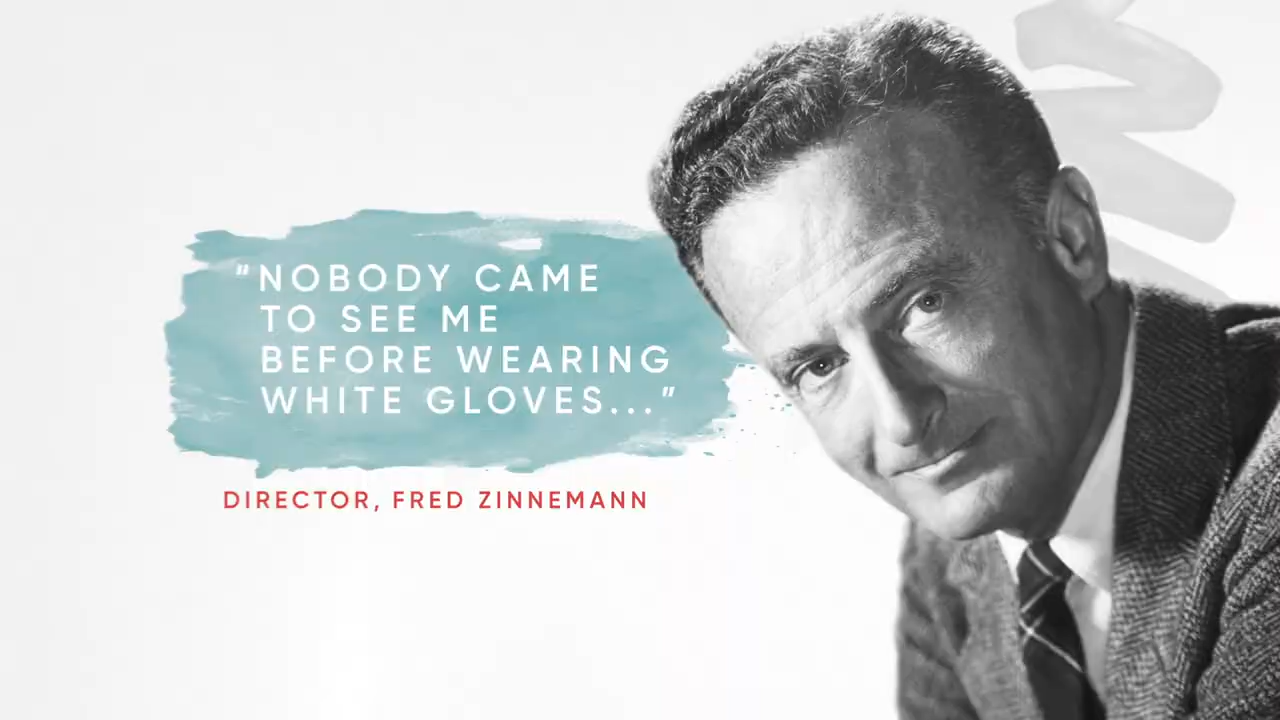 "NOBODY CAME
TO SEE ME
BEFORE WEARING
WHITE GLOVES..."
DIRECTOR, FRED ZINNEMANN